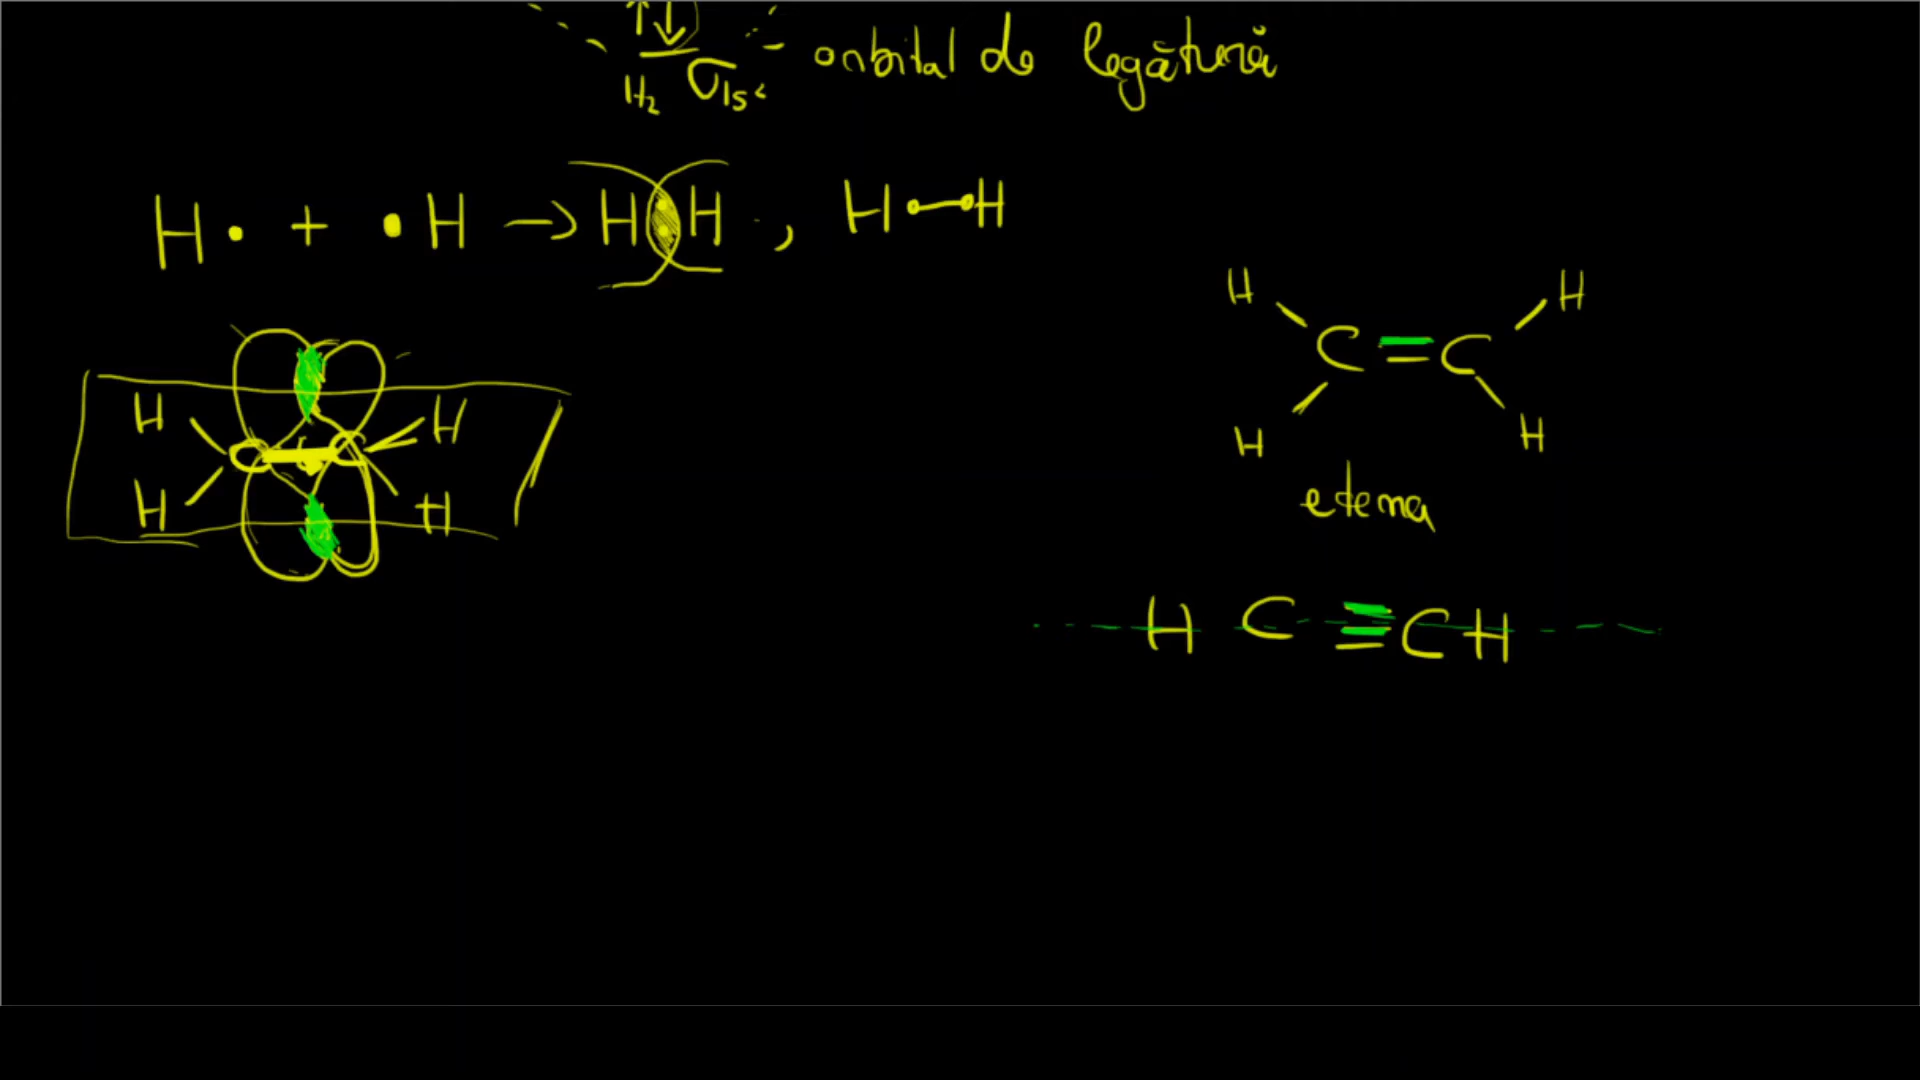 ↑↓ orbital de legătură
H₂ σ1s
H· + ·H → H:H , H—H
H H
C=C
H H
etena
H H
C—C
H H
H C≡CH